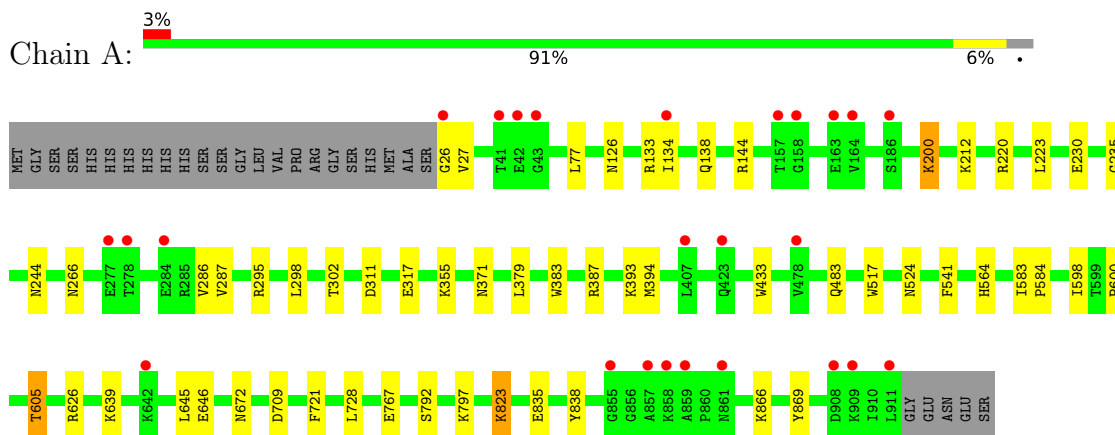 3%
Chain A:
91% 6% •
MET GLY SER SER HIS HIS HIS HIS HIS HIS SER SER GLY LEU VAL PRO ARG GLY SER HIS MET ALA SER G26 V27 T41 E42 G43 L77 N126 R133 I134 Q138 R144 T157 G158 E163 V164 S186 K200 K212 R220 L223 E230 G235
N244 N266 E277 T278 E284 R285 V286 V287 R295 L298 T302 D311 E317 K355 N371 L379 W383 R387 K393 M394 L407 Q423 W433 V478 Q483 W517 N524 F541 H564 I583 P584 I598 T599
T605 R626 K639 K642 L645 E646 N672 D709 F721 L728 E767 S792 K797 K823 E835 Y838 G855 G856 A857 K858 A859 P860 N861 K866 Y869 D908 K909 I910 L911 GLY GLU ASN GLU SER